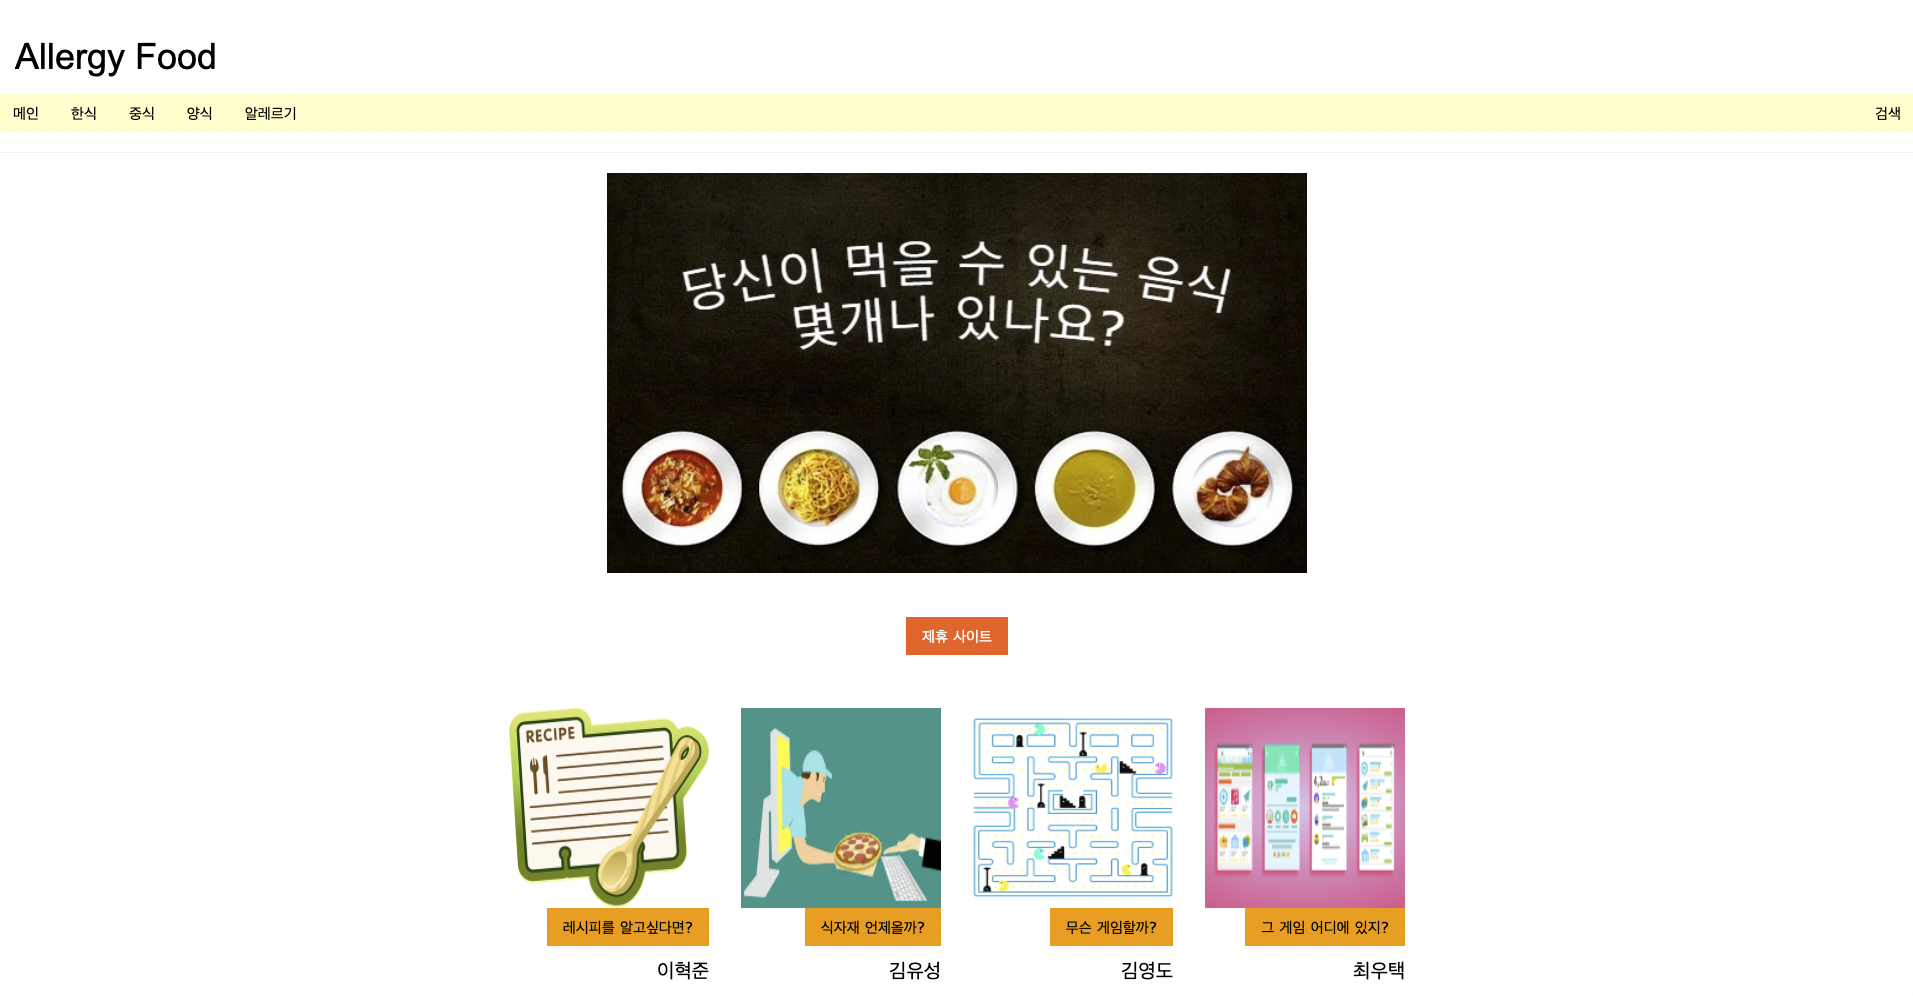 Allergy Food
메인 한식 중식 양식 알레르기 검색
당신이 먹을 수 있는 음식
몇개나 있나요?
제휴 사이트
RECIPE
레시피를 알고싶다면? 식자재 언제올까? 무슨 게임할까? 그 게임 어디에 있지?
이혁준 김유성 김영도 최우택